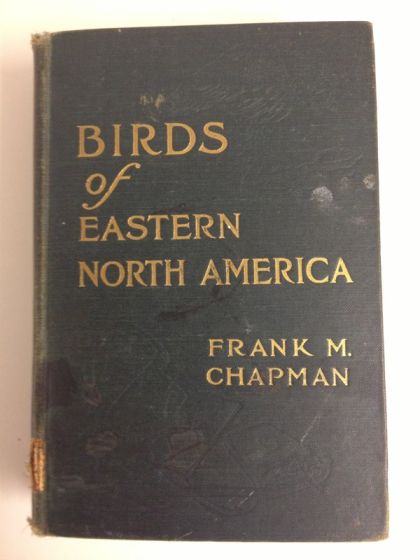 BIRDS
of
EASTERN
NORTH AMERICA
FRANK M.
CHAPMAN